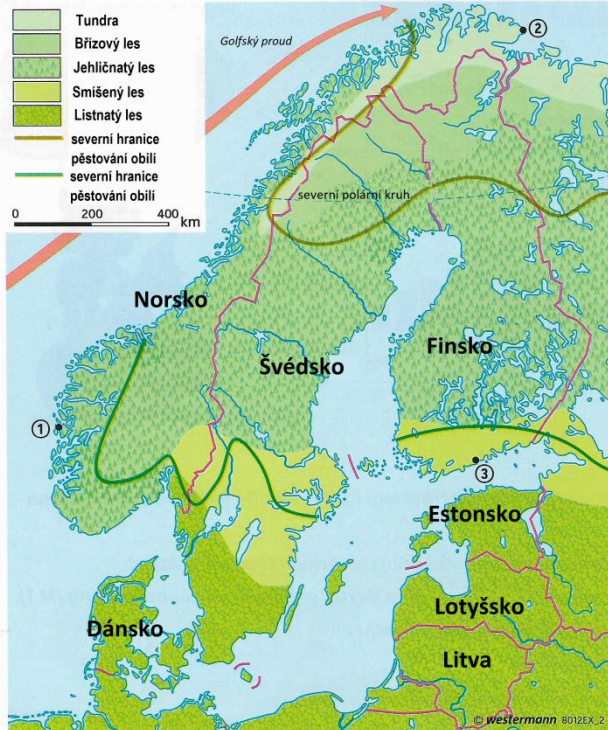 Tundra
Břízový les
Jehličnatý les
Smíšený les
Listnatý les
severní hranice
pěstování obilí
severní hranice
pěstování obilí
0 200 400 km
Golfský proud
②
severní polární kruh
Norsko
Švédsko
Finsko
①
③
Estonsko
Lotyšsko
Dánsko
Litva
© westermann 8012EX_2